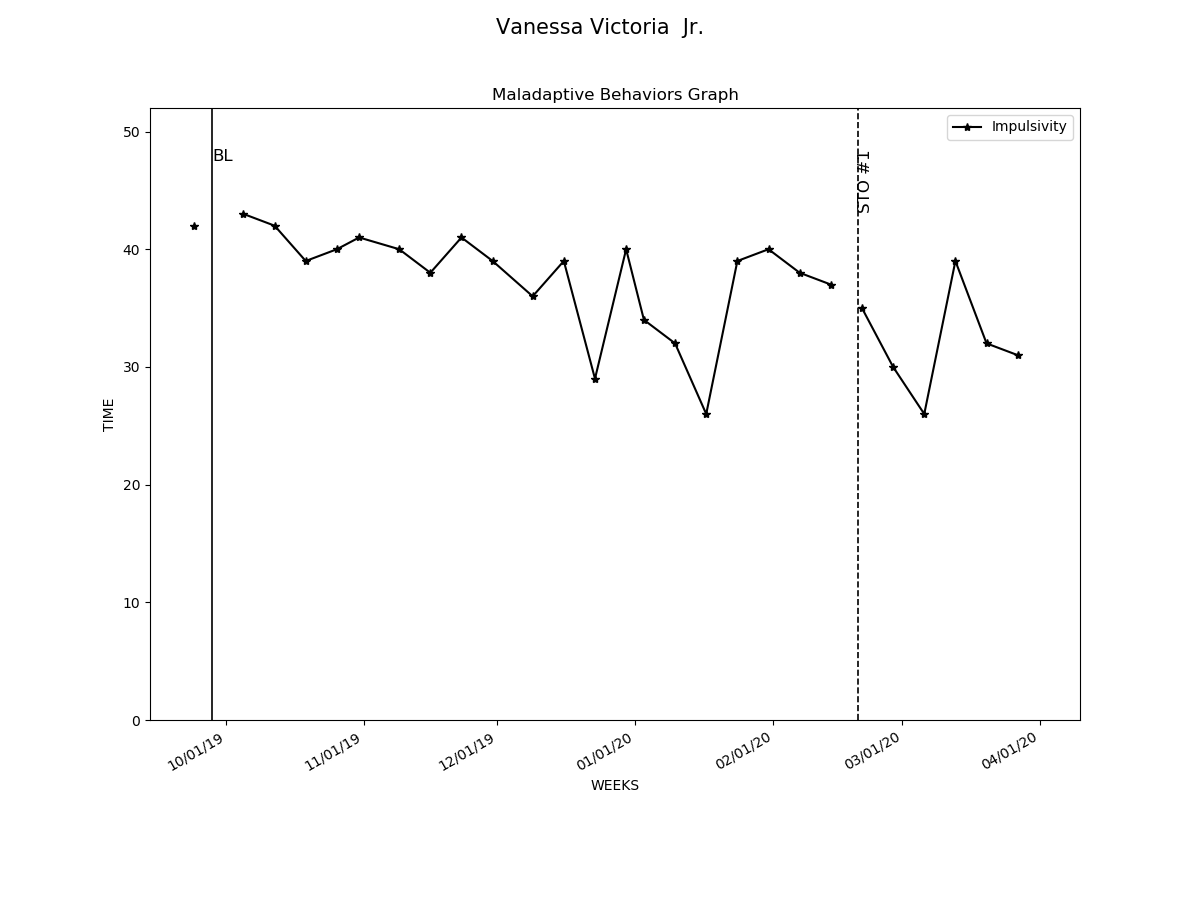 Vanessa Victoria  Jr.
Maladaptive Behaviors Graph
Impulsivity
BL
STO #1
50
40
30
20
10
0
TIME
10/01/19
11/01/19
12/01/19
01/01/20
02/01/20
03/01/20
04/01/20
WEEKS